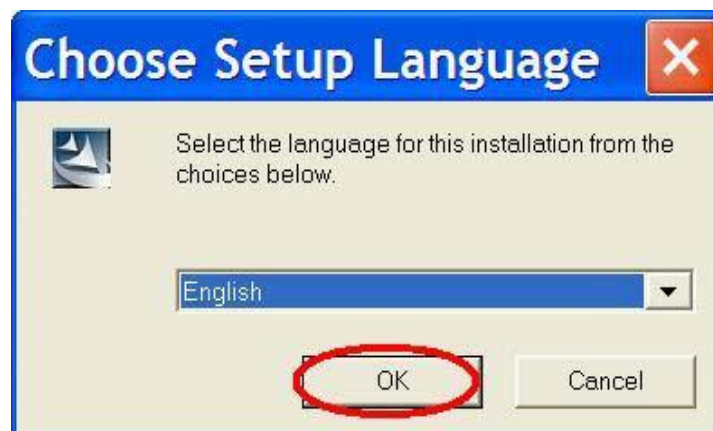 Choose Setup Language
Select the language for this installation from the
choices below.
English
OK
Cancel